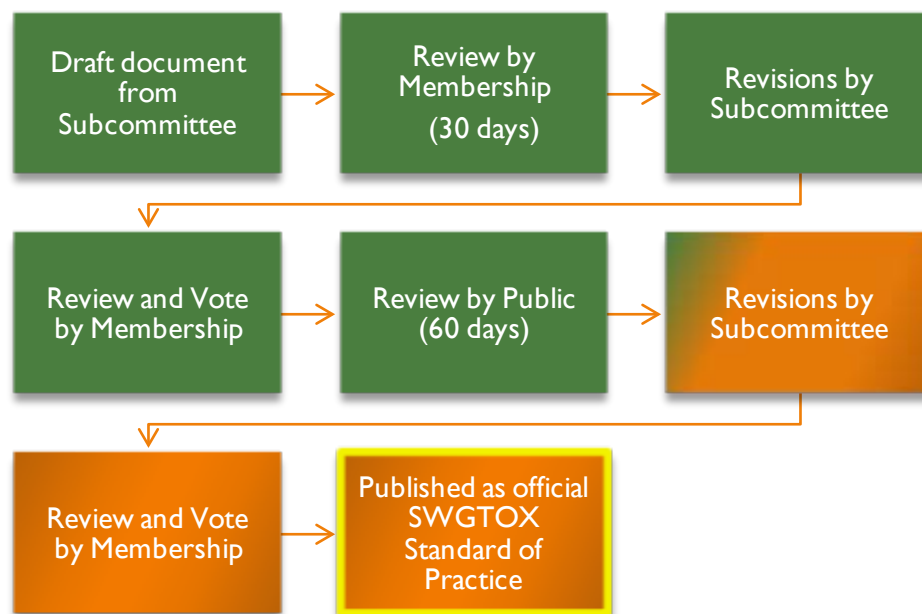 Draft document
from
Subcommittee
Review by
Membership
(30 days)
Revisions by
Subcommittee
Review and Vote
by Membership
Review by Public
(60 days)
Revisions by
Subcommittee
Review and Vote
by Membership
Published as official
SWGTOX
Standard of
Practice